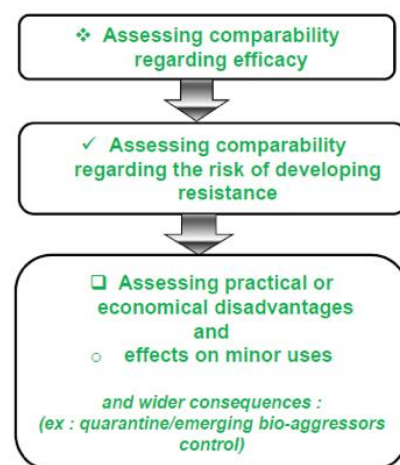 ❖ Assessing comparability
regarding efficacy
✓ Assessing comparability
regarding the risk of developing
resistance
❑ Assessing practical or
economical disadvantages
and
o effects on minor uses
and wider consequences :
(ex : quarantine/emerging bio-aggressors
control)